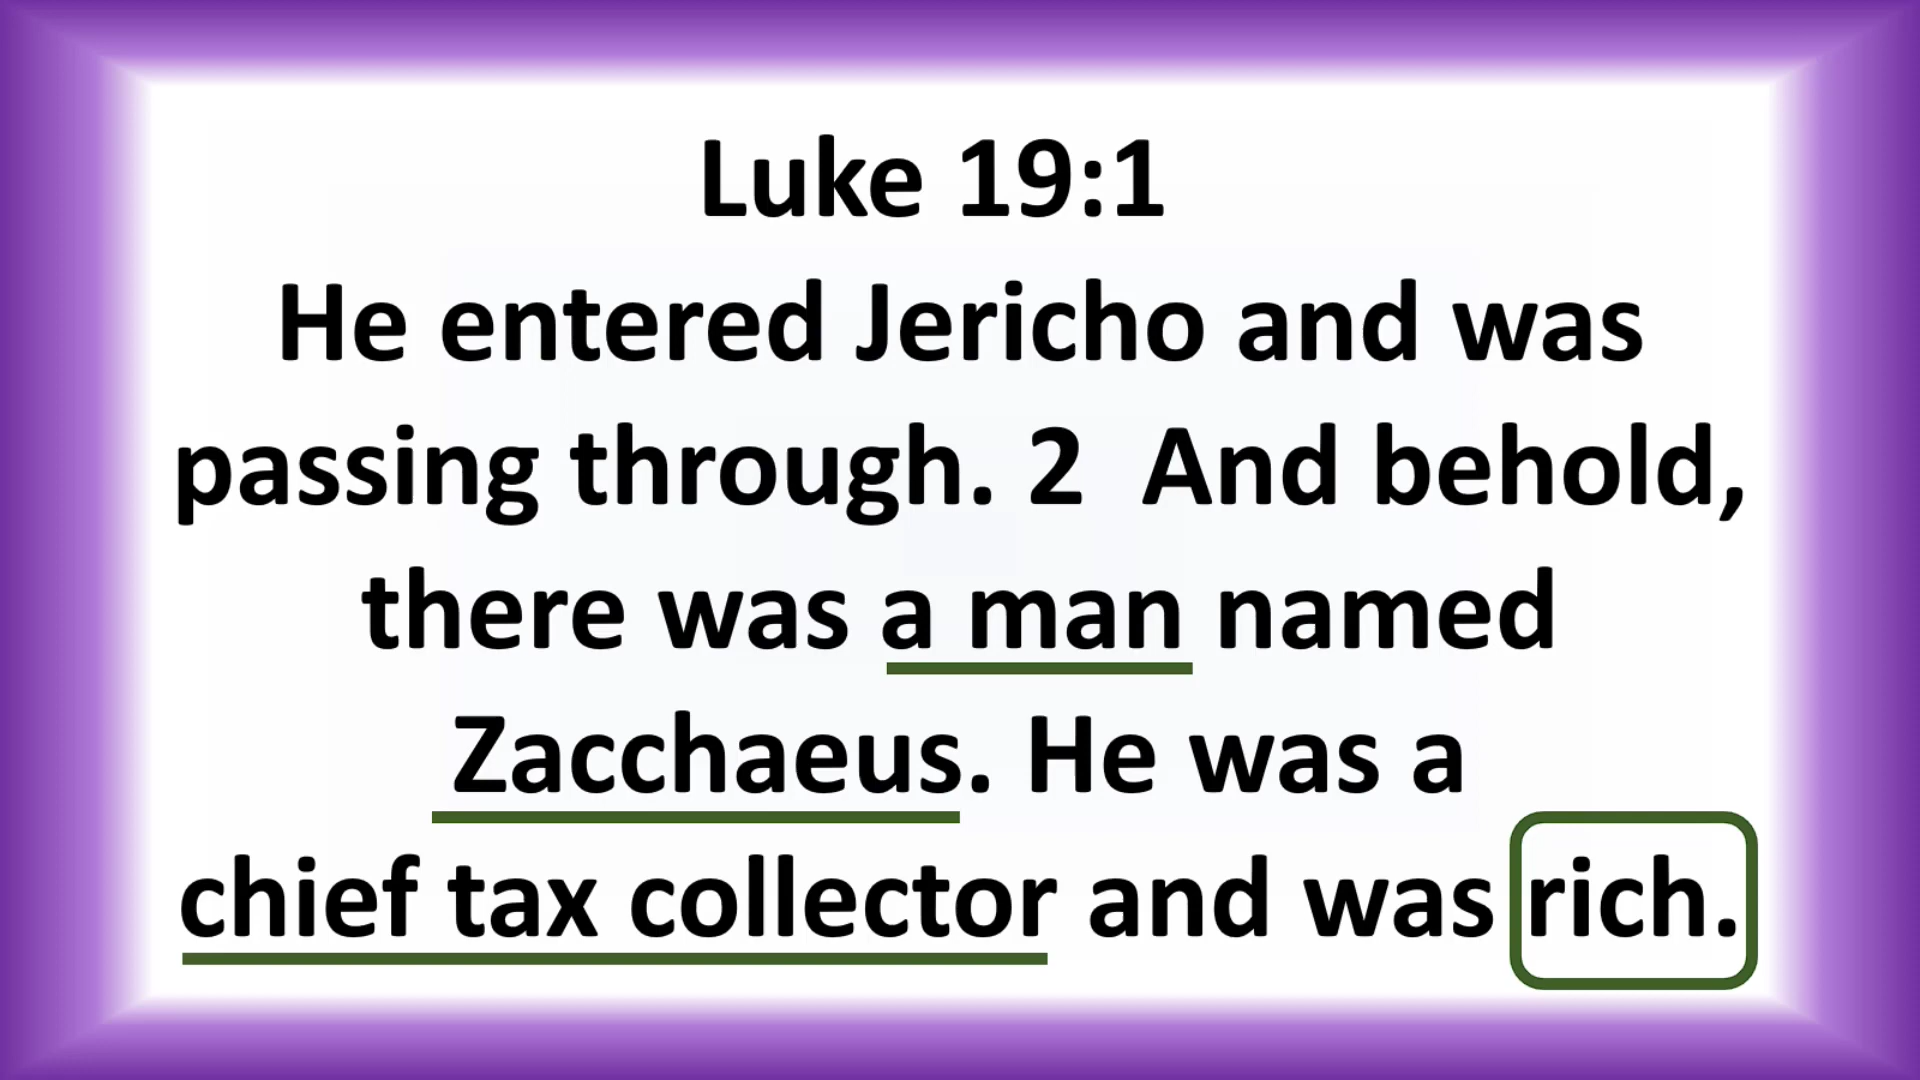 Luke 19:1
He entered Jericho and was
passing through. 2  And behold,
there was a man named
Zacchaeus. He was a
chief tax collector and was rich.